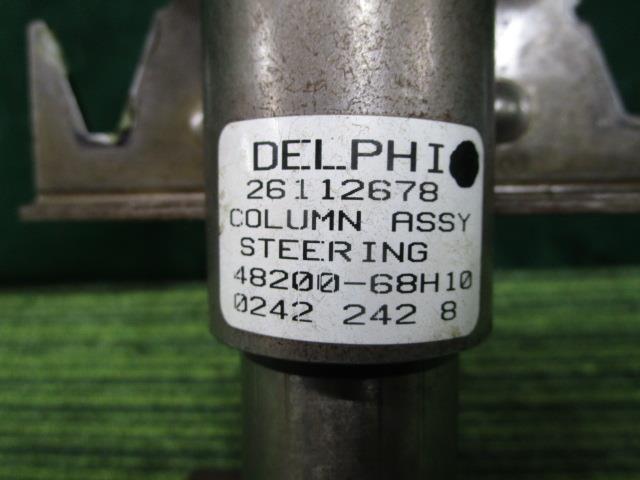 DELPHI
26112678
COLUMN ASSY
STEERING
48200-68H10
0242 242 8